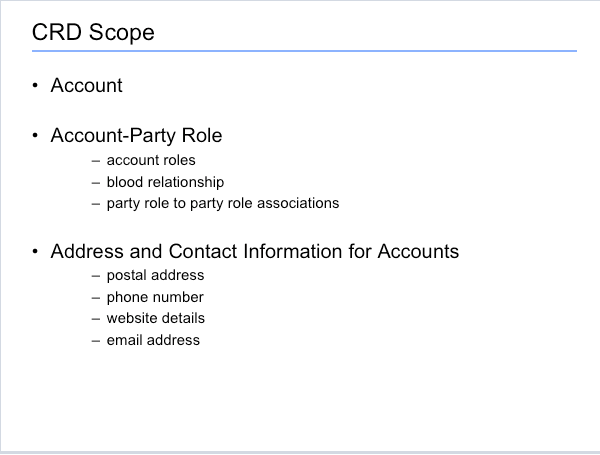 CRD Scope
• Account
• Account-Party Role
– account roles
– blood relationship
– party role to party role associations
• Address and Contact Information for Accounts
– postal address
– phone number
– website details
– email address